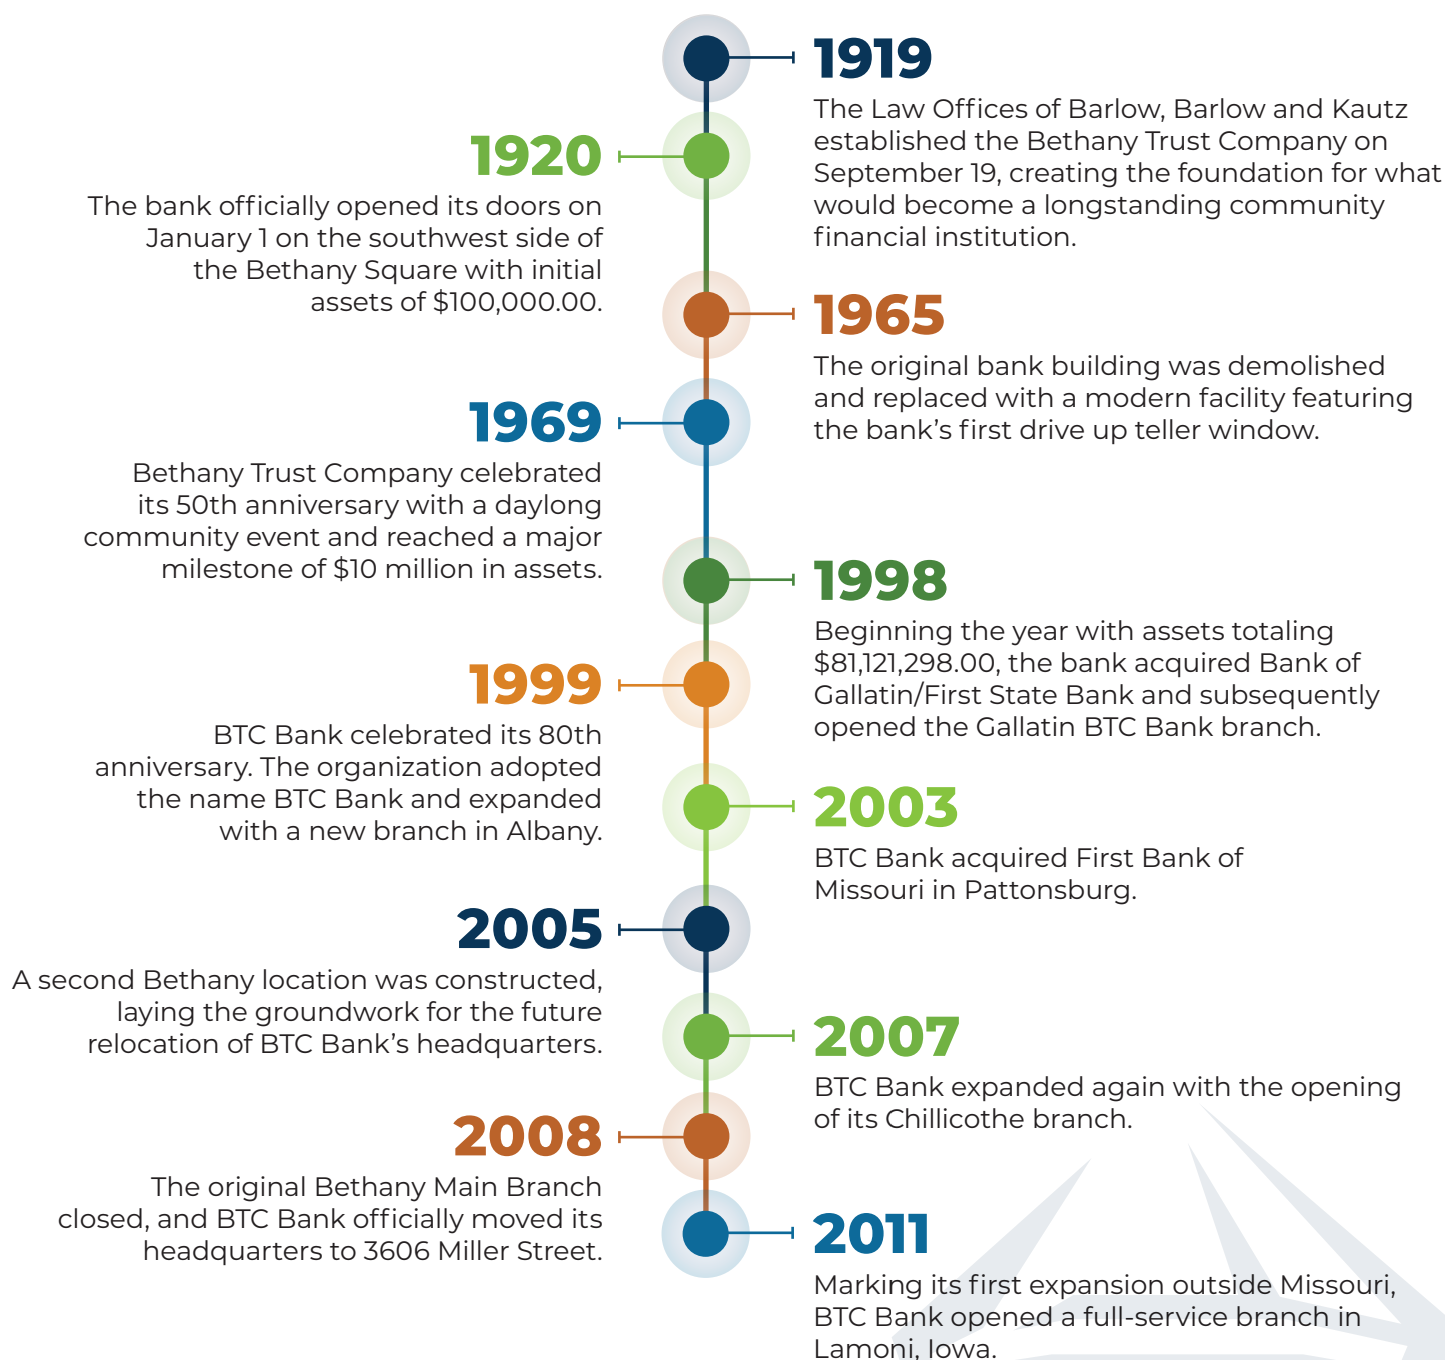 1919
The Law Offices of Barlow, Barlow and Kautz
established the Bethany Trust Company on
September 19, creating the foundation for what
would become a longstanding community
financial institution.
1920
The bank officially opened its doors on
January 1 on the southwest side of
the Bethany Square with initial
assets of $100,000.00.
1965
The original bank building was demolished
and replaced with a modern facility featuring
the bank’s first drive up teller window.
1969
Bethany Trust Company celebrated
its 50th anniversary with a daylong
community event and reached a major
milestone of $10 million in assets.
1998
Beginning the year with assets totaling
$81,121,298.00, the bank acquired Bank of
Gallatin/First State Bank and subsequently
opened the Gallatin BTC Bank branch.
1999
BTC Bank celebrated its 80th
anniversary. The organization adopted
the name BTC Bank and expanded
with a new branch in Albany.
2003
BTC Bank acquired First Bank of
Missouri in Pattonsburg.
2005
A second Bethany location was constructed,
laying the groundwork for the future
relocation of BTC Bank’s headquarters.
2007
BTC Bank expanded again with the opening
of its Chillicothe branch.
2008
The original Bethany Main Branch
closed, and BTC Bank officially moved its
headquarters to 3606 Miller Street.
2011
Marking its first expansion outside Missouri,
BTC Bank opened a full-service branch in
Lamoni, Iowa.